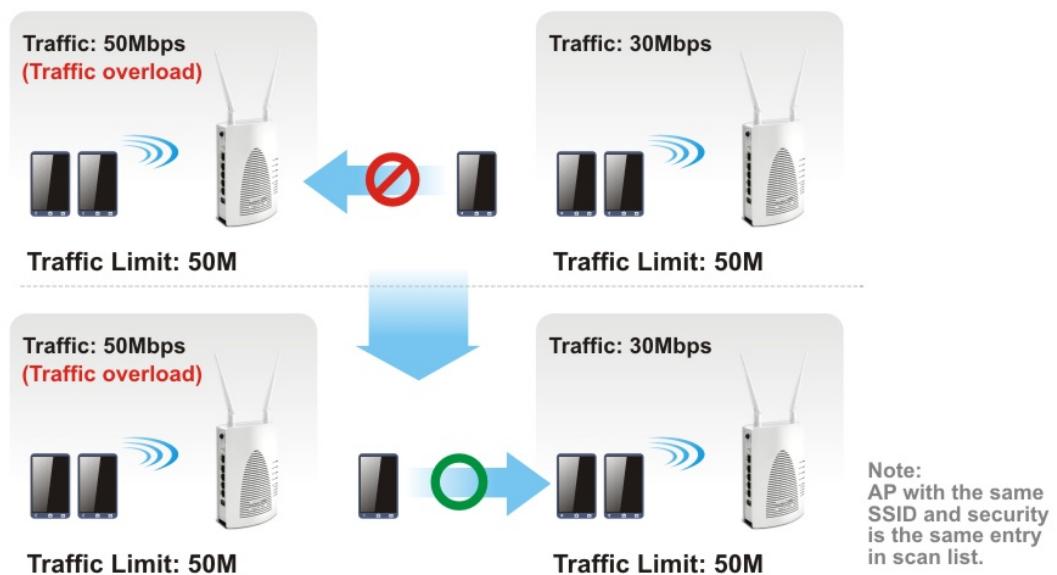 Traffic: 50Mbps
(Traffic overload)
Traffic: 30Mbps
Traffic Limit: 50M
Traffic Limit: 50M
Traffic: 50Mbps
(Traffic overload)
Traffic: 30Mbps
Traffic Limit: 50M
Traffic Limit: 50M
Note:
AP with the same
SSID and security
is the same entry
in scan list.